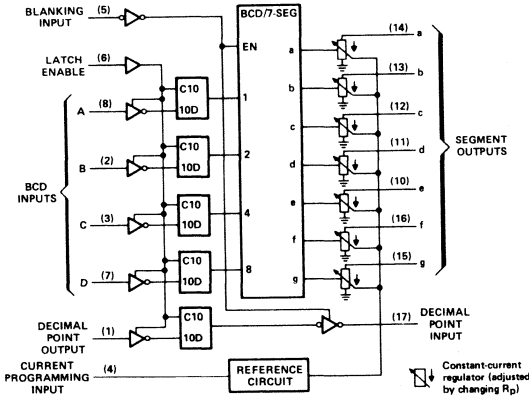 BLANKING INPUT (5)
BCD/7-SEG
EN
LATCH ENABLE (6)
BCD INPUTS
A (8)
C10
10D
1
B (2)
C10
10D
2
C (3)
C10
10D
4
D (7)
C10
10D
8
DECIMAL POINT OUTPUT (1)
C10
10D
a (14) a
b (13) b
c (12) c
d (11) d
e (10) e
f (16) f
g (15) g
SEGMENT OUTPUTS
(17) DECIMAL POINT INPUT
CURRENT PROGRAMMING INPUT (4)
REFERENCE CIRCUIT
Constant-current
regulator (adjusted
by changing Rp)